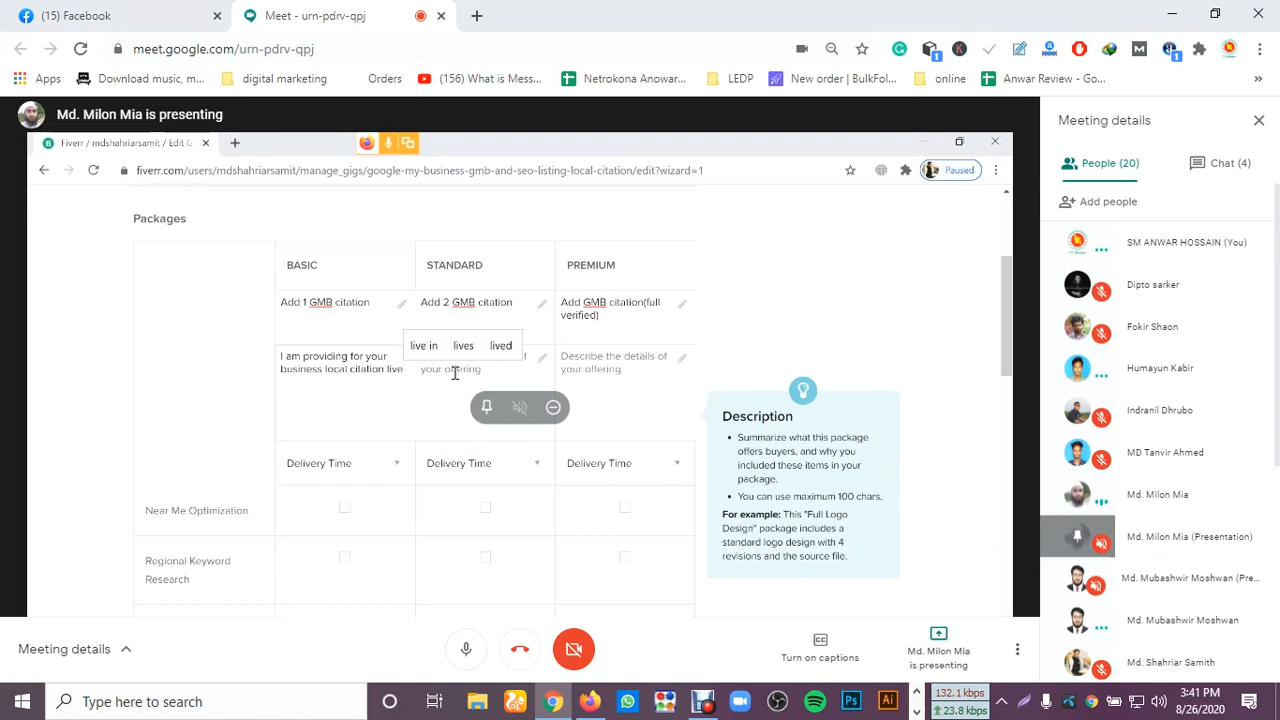 (15) Facebook
Meet - urn-pdrv-qpj
meet.google.com/urn-pdrv-qpj
Apps
Download music, m...
digital marketing
Orders
(156) What is Mess...
Netrokona Anowar...
LEDP
New order | BulkFol...
online
Anwar Review - Go...
»
Md. Milon Mia is presenting
Fiverr / mdshahriarsamit / Edit G
fiverr.com/users/mdshahriarsamit/manage_gigs/google-my-business-gmb-and-seo-listing-local-citation/edit?wizard=1
Paused
Packages
BASIC
STANDARD
PREMIUM
Add 1 GMB citation
Add 2 GMB citation
Add GMB citation(full
verified)
live in lives lived
I am providing for your
business local citation live
of
your offering
Describe the details of
your offering
Delivery Time
Delivery Time
Delivery Time
Near Me Optimization
Regional Keyword
Research
Description
• Summarize what this package
offers buyers, and why you
included these items in your
package.
• You can use maximum 100 chars.
For example: This "Full Logo
Design" package includes a
standard logo design with 4
revisions and the source file.
Meeting details
People (20)
Chat (4)
Add people
SM ANWAR HOSSAIN (You)
Dipto sarker
Fokir Shaon
Humayun Kabir
Indranil Dhrubo
MD Tanvir Ahmed
Md. Milon Mia
Md. Milon Mia (Presentation)
Md. Mubashwir Moshwan (Pre...
Md. Mubashwir Moshwan
Md. Shahriar Samith
Meeting details
Turn on captions
Md. Milon Mia
is presenting
Type here to search
Ps
Ai
132.1 kbps
23.8 kbps
3:41 PM
8/26/2020